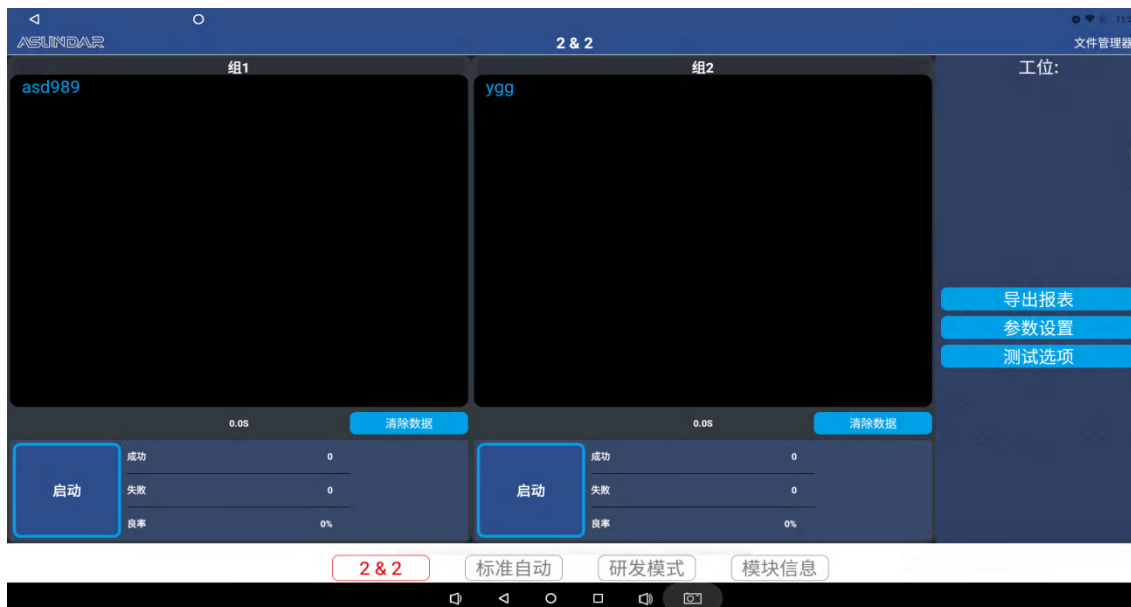 ASUNDAR
2 & 2
文件管理器
组1
组2
工位:
asd989
ygg
导出报表
参数设置
测试选项
0.0S
清除数据
0.0S
清除数据
启动
成功 0
失败 0
良率 0%
启动
成功 0
失败 0
良率 0%
2 & 2
标准自动
研发模式
模块信息